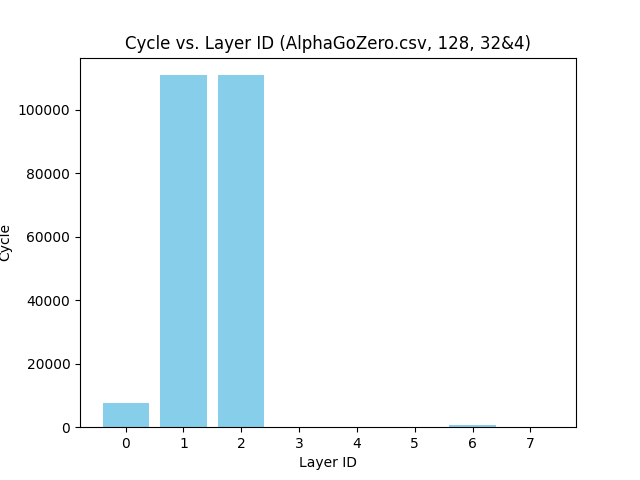 Cycle vs. Layer ID (AlphaGoZero.csv, 128, 32&4)
100000
80000
60000
40000
20000
0
Cycle
0 1 2 3 4 5 6 7
Layer ID